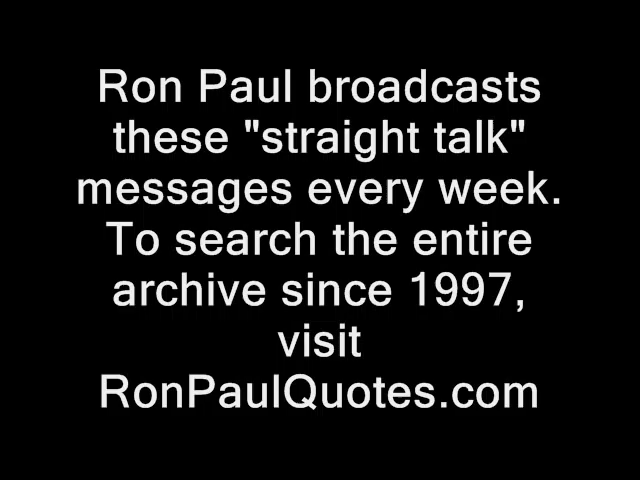 Ron Paul broadcasts
these "straight talk"
messages every week.
To search the entire
archive since 1997,
visit
RonPaulQuotes.com